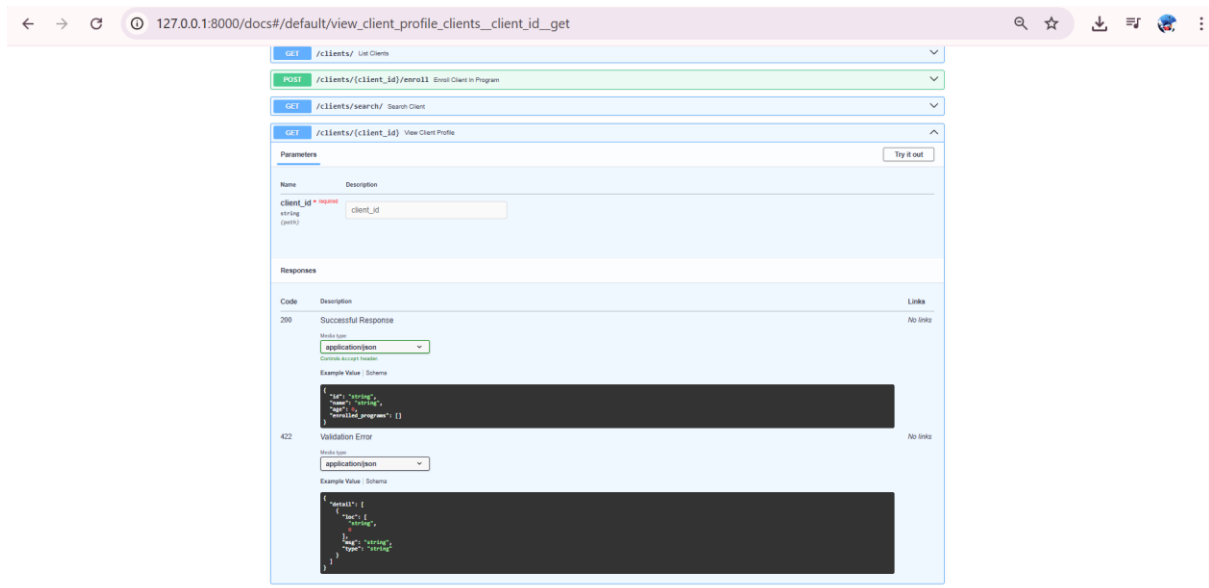 127.0.0.1:8000/docs#/default/view_client_profile_clients__client_id__get
GET /clients/ List Clients
POST /clients/{client_id}/enroll Enroll Client In Program
GET /clients/search/ Search Client
GET /clients/{client_id} View Client Profile
Parameters
Try it out
Name Description
client_id * required
string
(path)
client_id
Responses
Code Description Links
200 Successful Response No links
Media type
application/json
Controls Accept header.
Example Value | Schema
{
"id": "string",
"name": "string",
"age": 0,
"enrolled_programs": []
}
422 Validation Error No links
Media type
application/json
Example Value | Schema
{
"detail": [
{
"loc": [
"string",
0
],
"msg": "string",
"type": "string"
}
]
}